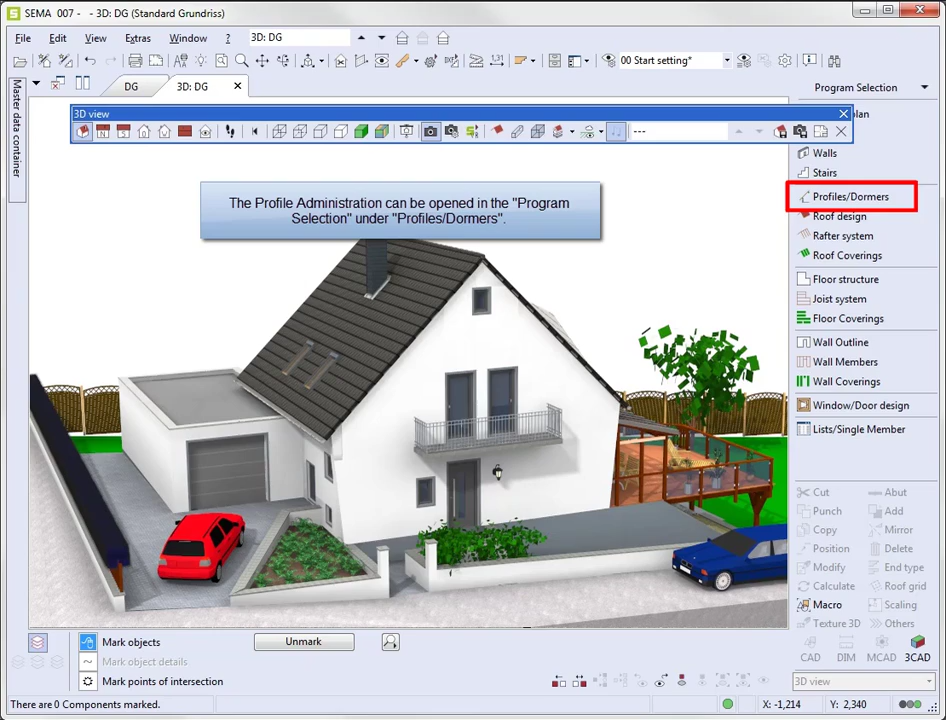 SEMA 007 - - 3D: DG (Standard Grundriss)
File Edit View Extras Window ? 3D: DG
00 Start setting*
DG 3D: DG
Program Selection
Master data container
3D view
---
plan
Walls
Stairs
Profiles/Dormers
Roof design
Rafter system
Roof Coverings
Floor structure
Joist system
Floor Coverings
Wall Outline
Wall Members
Wall Coverings
Window/Door design
Lists/Single Member
The Profile Administration can be opened in the "Program
Selection" under "Profiles/Dormers".
Cut Abut
Punch Add
Copy Mirror
Position Delete
Modify End type
Calculate Roof grid
Macro Scaling
Texture 3D Others
CAD DIM MCAD 3CAD
3D view
Mark objects Unmark
Mark object details
Mark points of intersection
There are 0 Components marked. X: -1,214 Y: 2,340